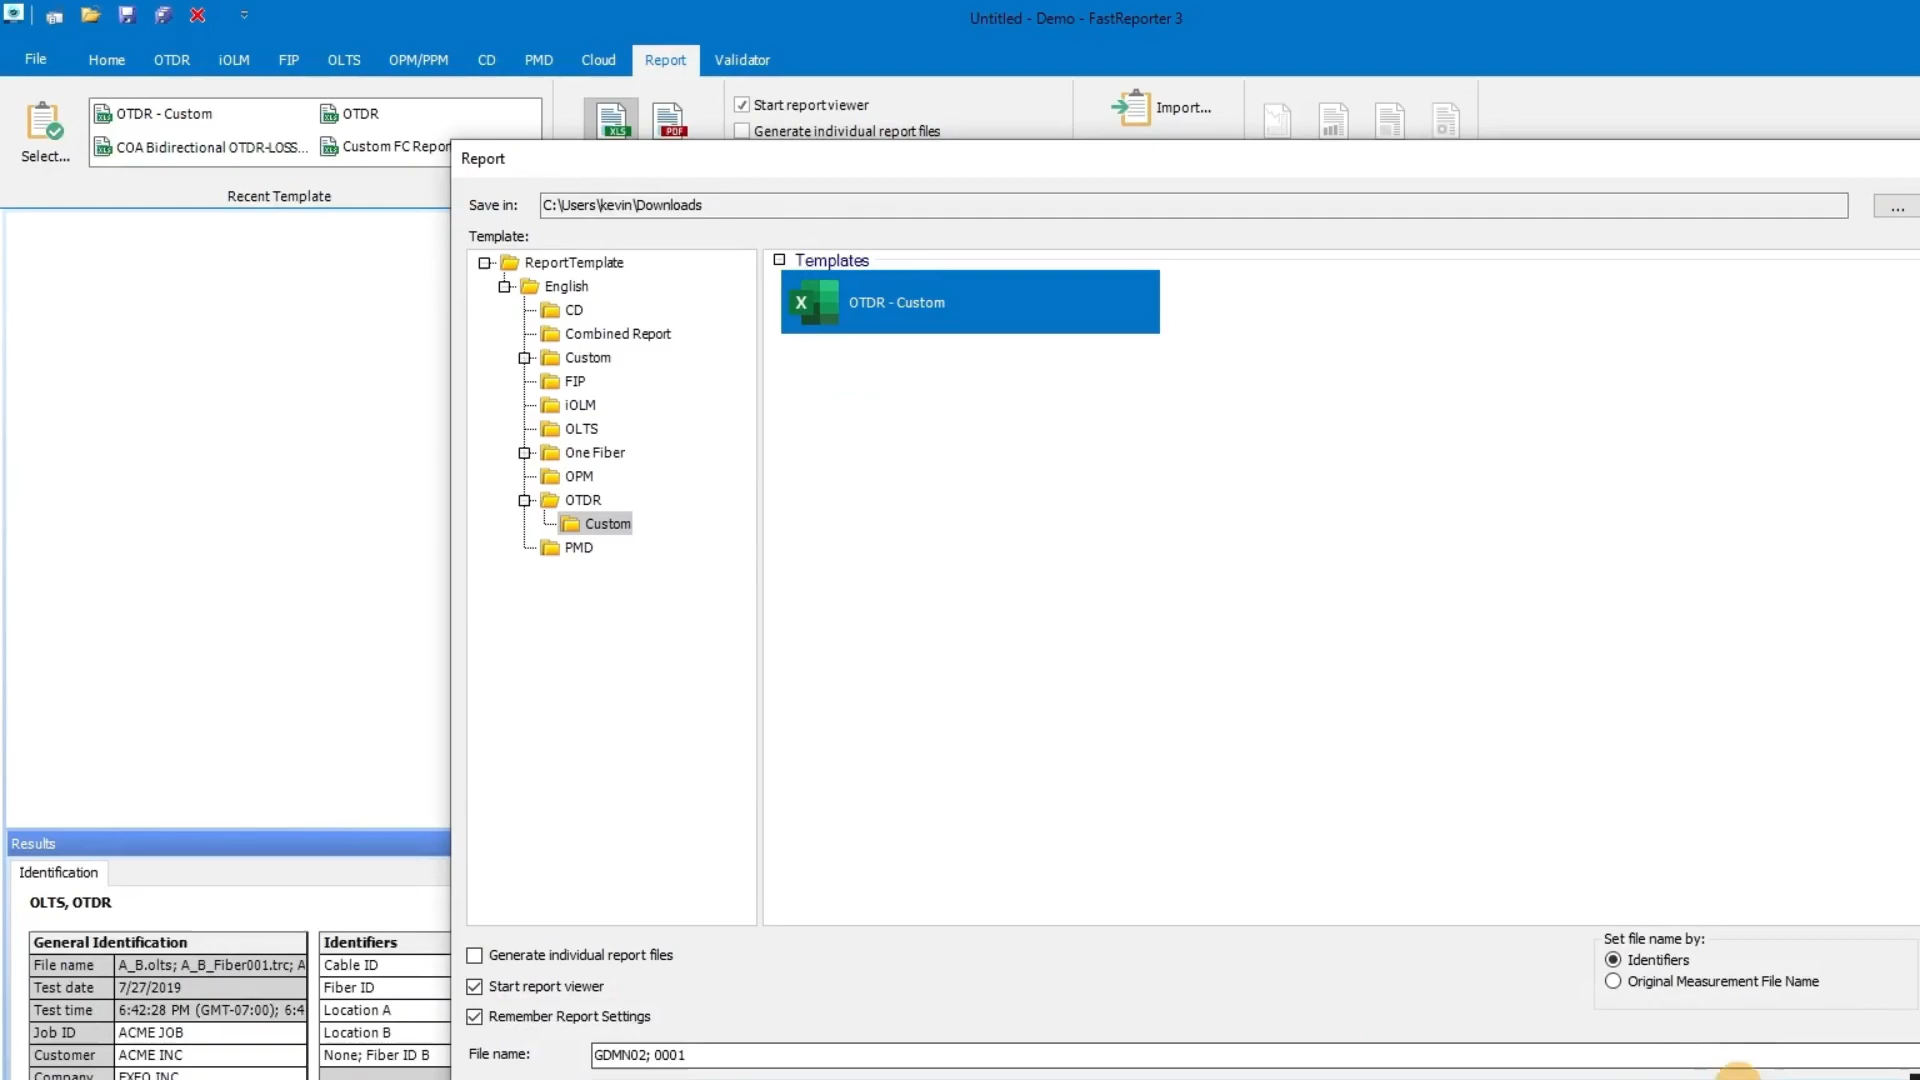 Untitled - Demo - FastReporter 3
File Home OTDR iOLM FIP OLTS OPM/PPM CD PMD Cloud Report Validator
OTDR - Custom OTDR
COA Bidirectional OTDR-LOSS... Custom FC Repor
Select...
Recent Template
XLS PDF
Start report viewer
Generate individual report files
Import...
Report
Save in: C:\Users\kevin\Downloads ...
Template:
ReportTemplate
English
CD
Combined Report
Custom
FIP
iOLM
OLTS
One Fiber
OPM
OTDR
Custom
PMD
Templates
X OTDR - Custom
Results
Identification
OLTS, OTDR
General Identification
File name A_B.olts; A_B_Fiber001.trc; A
Test date 7/27/2019
Test time 6:42:28 PM (GMT-07:00); 6:4
Job ID ACME JOB
Customer ACME INC
Company EXFO INC
Identifiers
Cable ID
Fiber ID
Location A
Location B
None; Fiber ID B
Generate individual report files
Start report viewer
Remember Report Settings
File name: GDMN02; 0001
Set file name by:
Identifiers
Original Measurement File Name